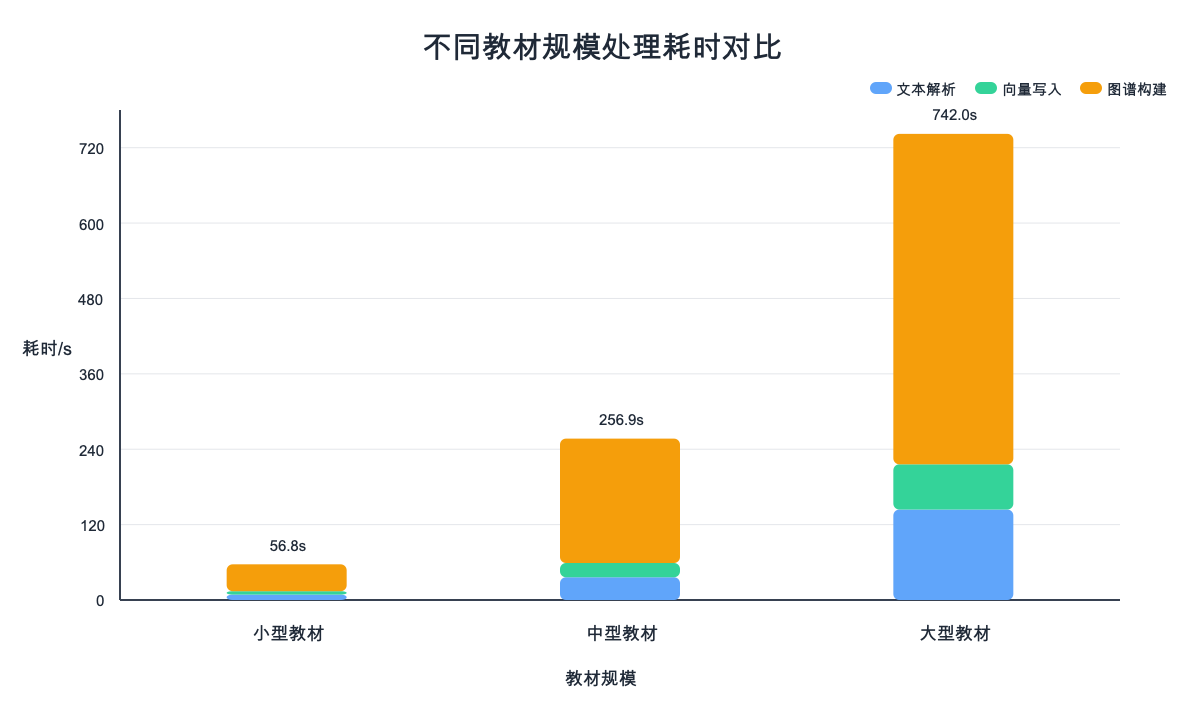 不同教材规模处理耗时对比
文本解析 向量写入 图谱构建
742.0s
720
600
480
耗时/s
360
256.9s
240
120
56.8s
0
小型教材 中型教材 大型教材
教材规模